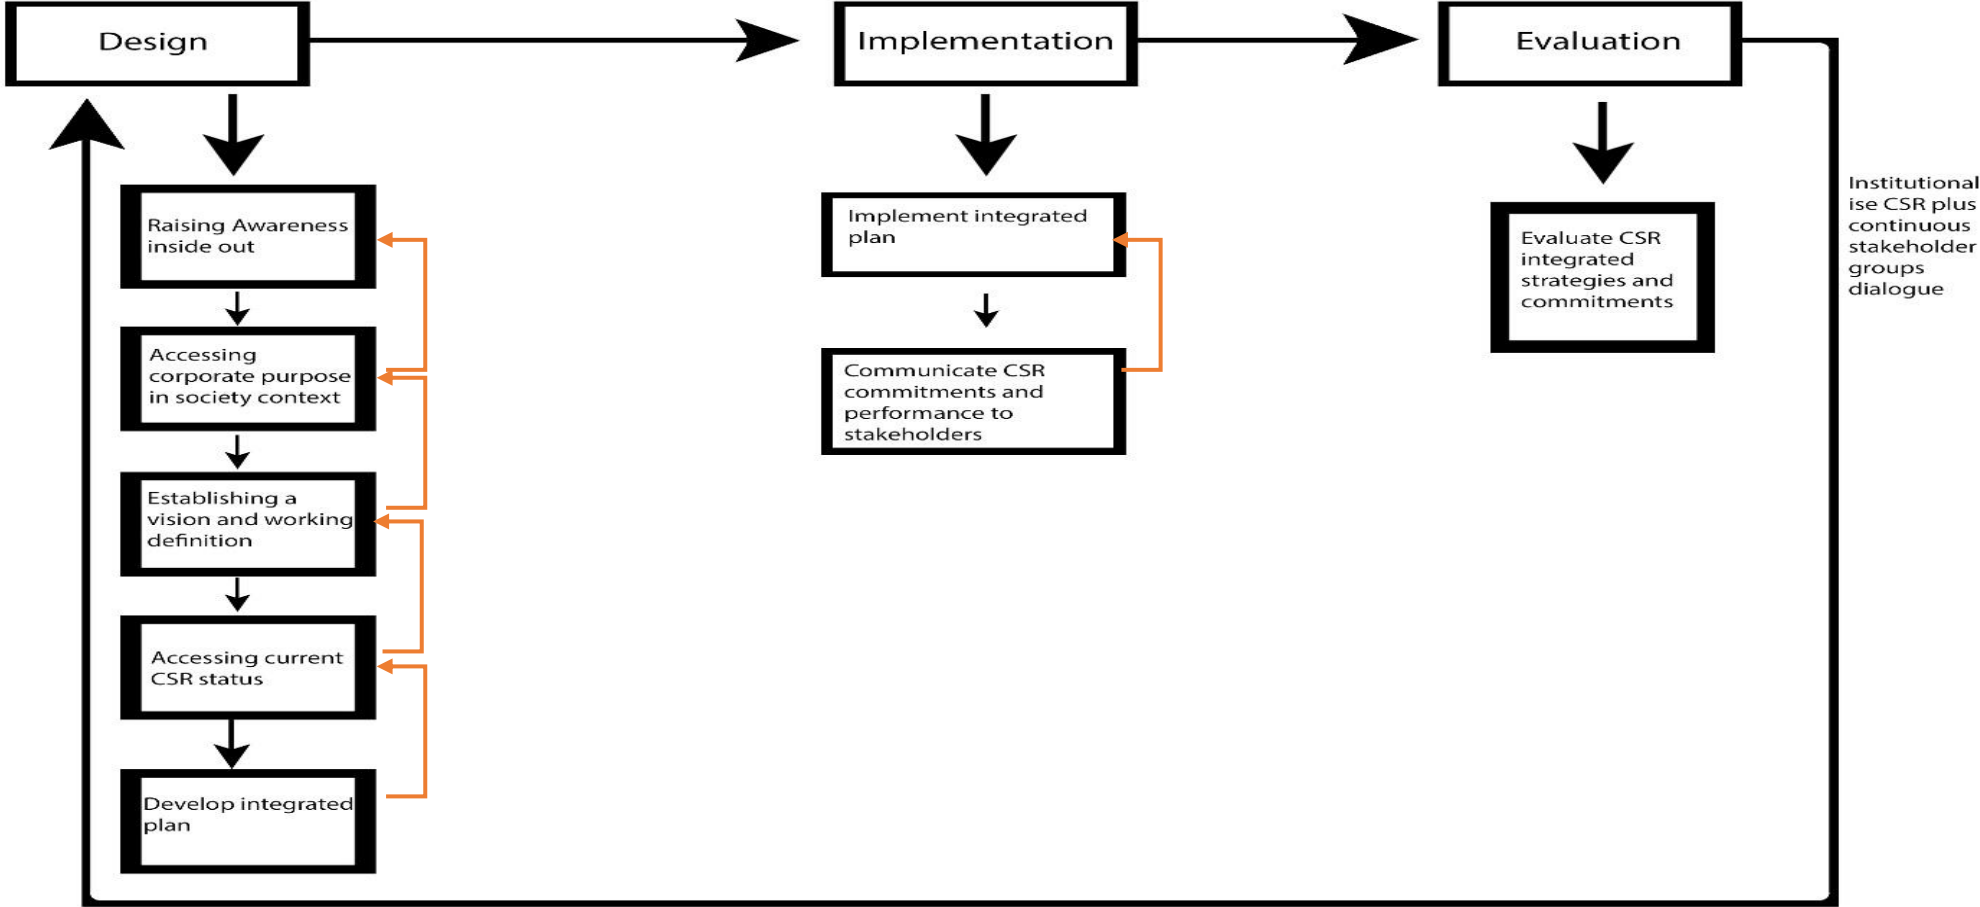 Design
Implementation
Evaluation
Raising Awareness
inside out
Accessing
corporate purpose
in society context
Establishing a
vision and working
definition
Accessing current
CSR status
Develop integrated
plan
Implement integrated
plan
Communicate CSR
commitments and
performance to
stakeholders
Evaluate CSR
integrated
strategies and
commitments
Institutional
ise CSR plus
continuous
stakeholder
groups
dialogue